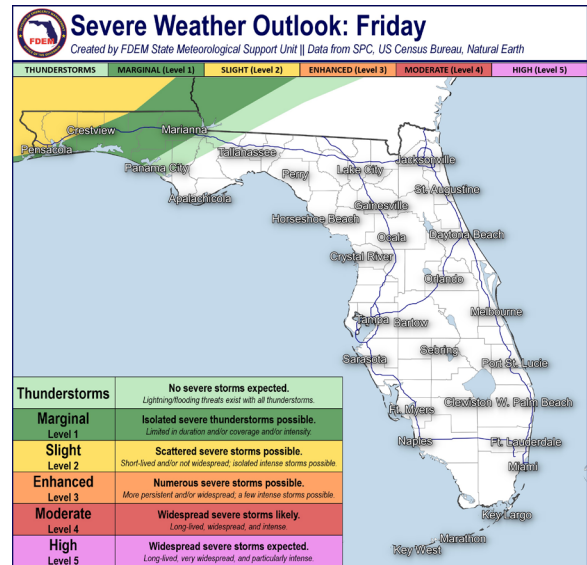 FDEM
Severe Weather Outlook: Friday
Created by FDEM State Meteorological Support Unit || Data from SPC, US Census Bureau, Natural Earth
THUNDERSTORMS MARGINAL (Level 1) SLIGHT (Level 2) ENHANCED (Level 3) MODERATE (Level 4) HIGH (Level 5)
Crestview
Marianna
Pensacola
Tallahassee
Jacksonville
Panama City
Lake City
Perry
St. Augustine
Apalachicola
Gainesville
Horseshoe Beach
Ocala
Daytona Beach
Crystal River
Orlando
Melbourne
Tampa
Bartow
Sebring
Sarasota
Port St. Lucie
Ft. Myers
Clewiston
W. Palm Beach
Naples
Ft. Lauderdale
Miami
Key Largo
Marathon
Key West
Thunderstorms
No severe storms expected.
Lightning/flooding threats exist with all thunderstorms.
Marginal
Level 1
Isolated severe thunderstorms possible.
Limited in duration and/or coverage and/or intensity.
Slight
Level 2
Scattered severe storms possible.
Short-lived and/or not widespread; isolated intense storms possible.
Enhanced
Level 3
Numerous severe storms possible.
More persistent and/or widespread; a few intense storms possible.
Moderate
Level 4
Widespread severe storms likely.
Long-lived, widespread, and intense.
High
Level 5
Widespread severe storms expected.
Long-lived, very widespread, and particularly intense.